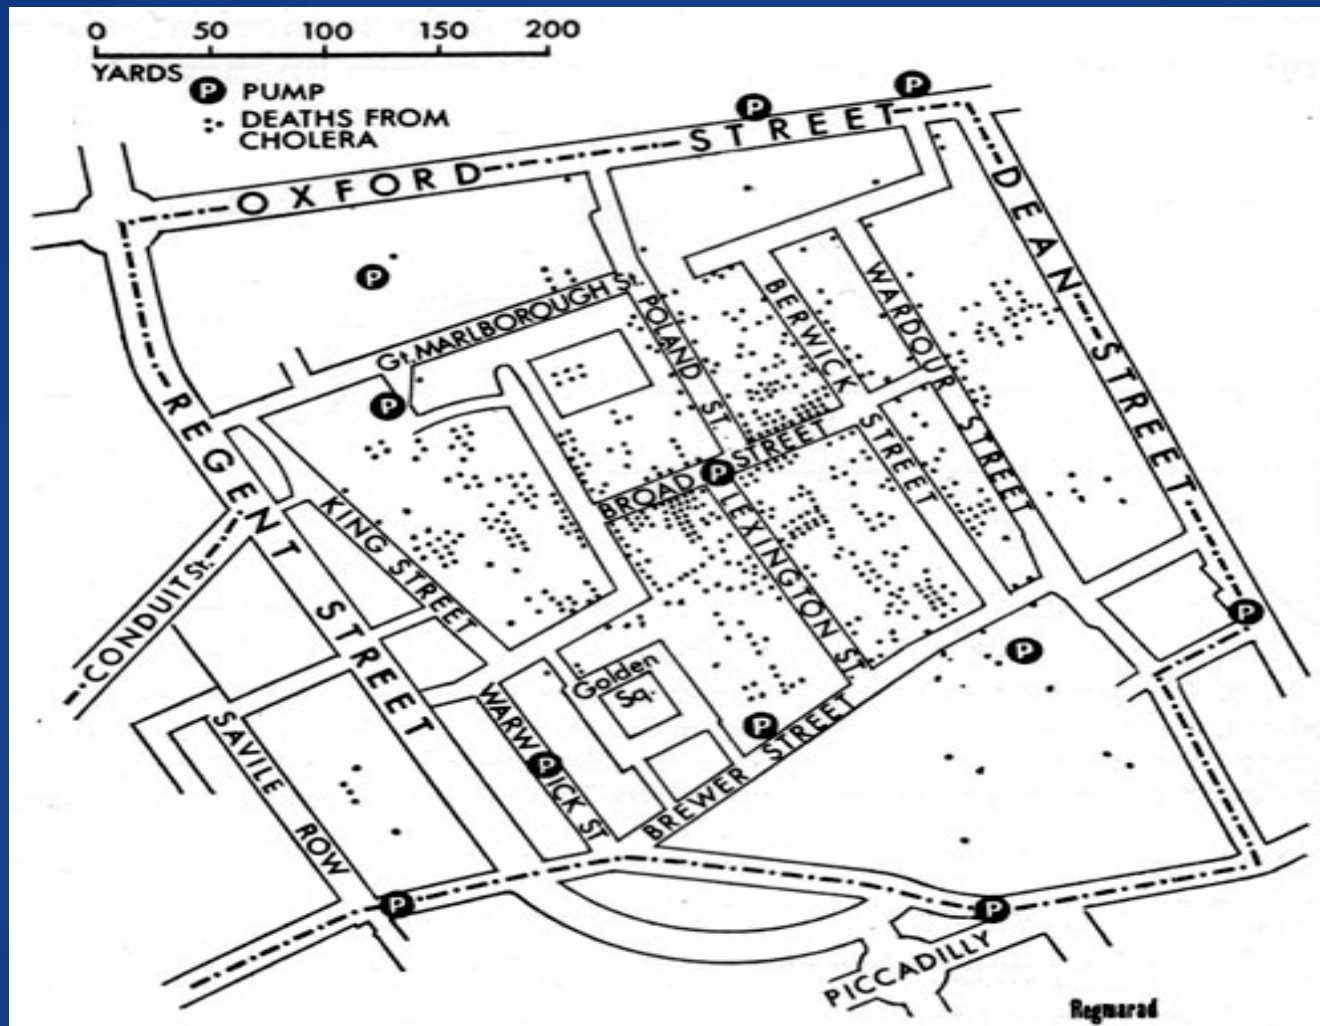 0 50 100 150 200
YARDS
P PUMP
DEATHS FROM
CHOLERA
P
P
OXFORD STREET
DEAN STREET
P
Gt. MARLBOROUGH St.
POLAND ST.
BERWICK STREET
WARDOUR STREET
P
REGENT STREET
KING STREET
BROAD STREET
P
LEXINGTON ST.
CONDUIT St.
P
P
Golden
Sq.
SAVILE ROW
WARWICK ST
P
P
BREWER STREET
P
P
PICCADILLY
Regmarad